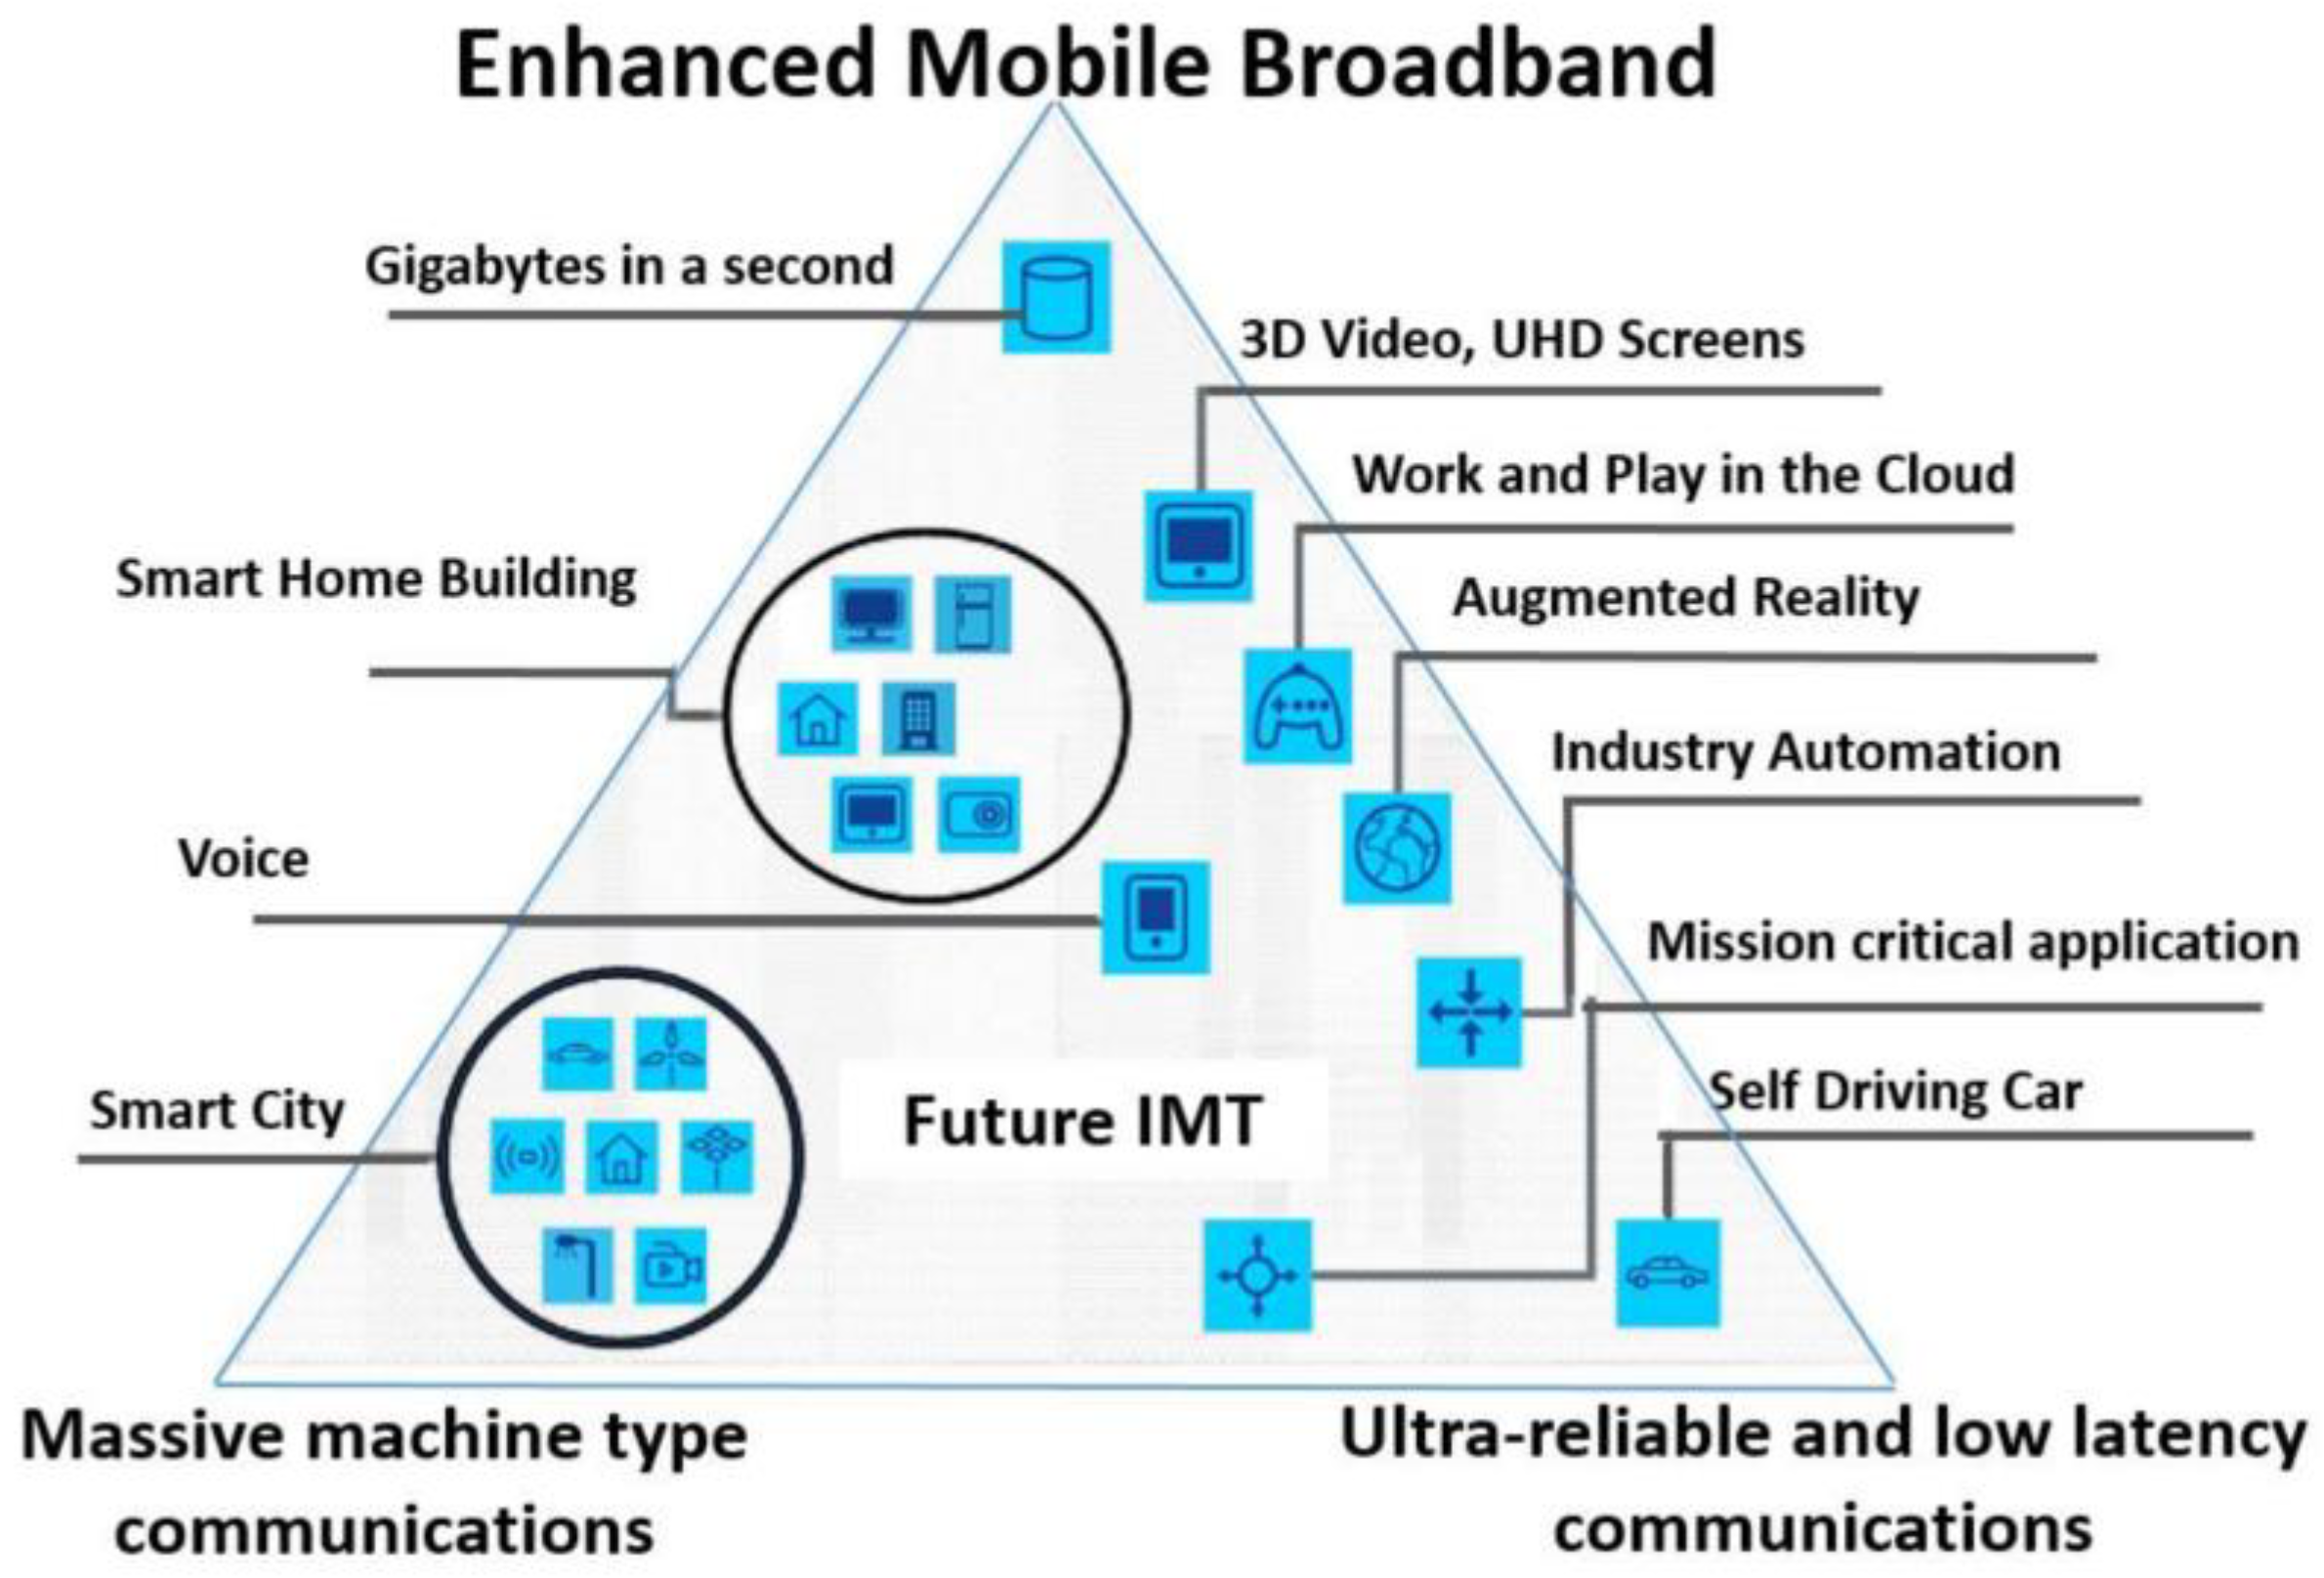 Enhanced Mobile Broadband
Gigabytes in a second
3D Video, UHD Screens
Work and Play in the Cloud
Smart Home Building
Augmented Reality
Industry Automation
Voice
Mission critical application
Smart City
Future IMT
Self Driving Car
Massive machine type
communications
Ultra-reliable and low latency
communications